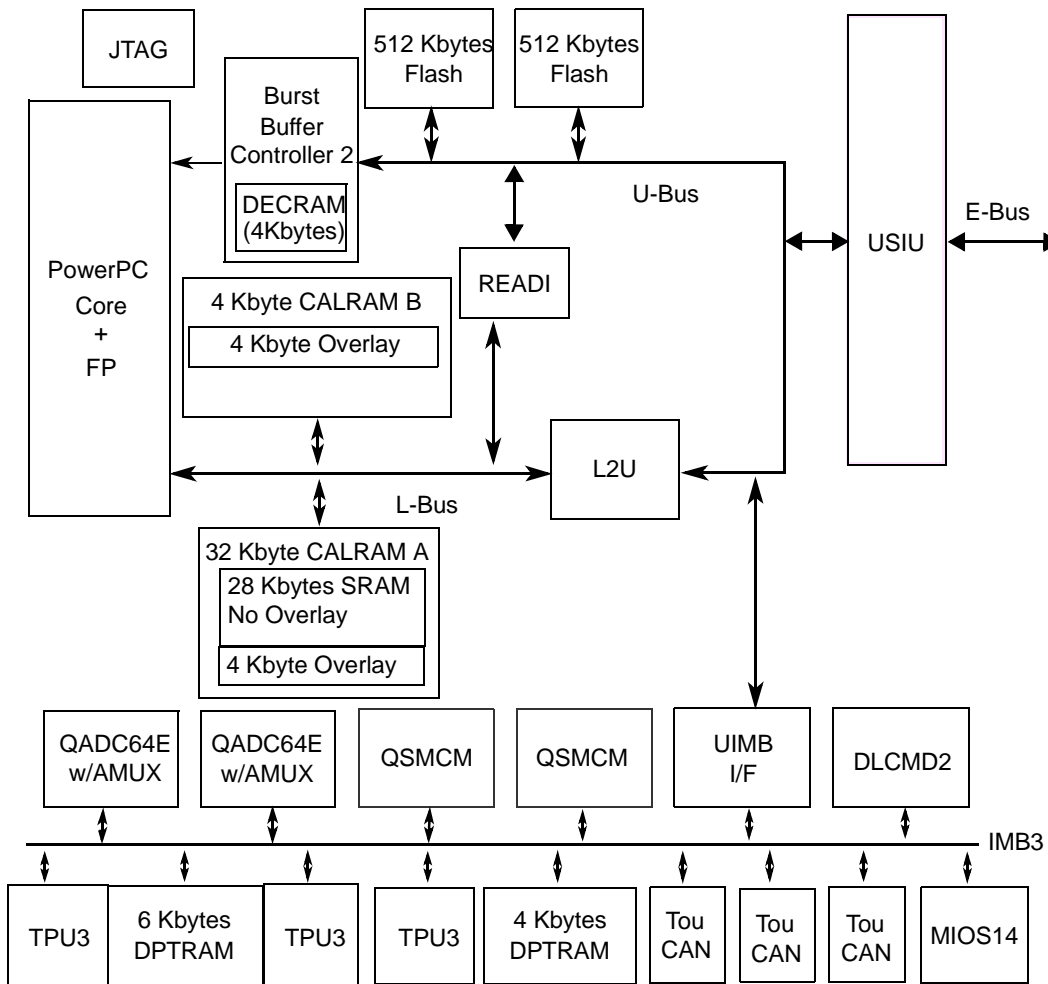 JTAG
512 Kbytes
Flash
512 Kbytes
Flash
Burst
Buffer
Controller 2
DECRAM
(4Kbytes)
U-Bus
E-Bus
USIU
PowerPC
Core
+
FP
READI
4 Kbyte CALRAM B
4 Kbyte Overlay
L2U
L-Bus
32 Kbyte CALRAM A
28 Kbytes SRAM
No Overlay
4 Kbyte Overlay
QADC64E
w/AMUX
QADC64E
w/AMUX
QSMCM
QSMCM
UIMB
I/F
DLCMD2
IMB3
TPU3
6 Kbytes
DPTRAM
TPU3
TPU3
4 Kbytes
DPTRAM
Tou
CAN
Tou
CAN
Tou
CAN
MIOS14